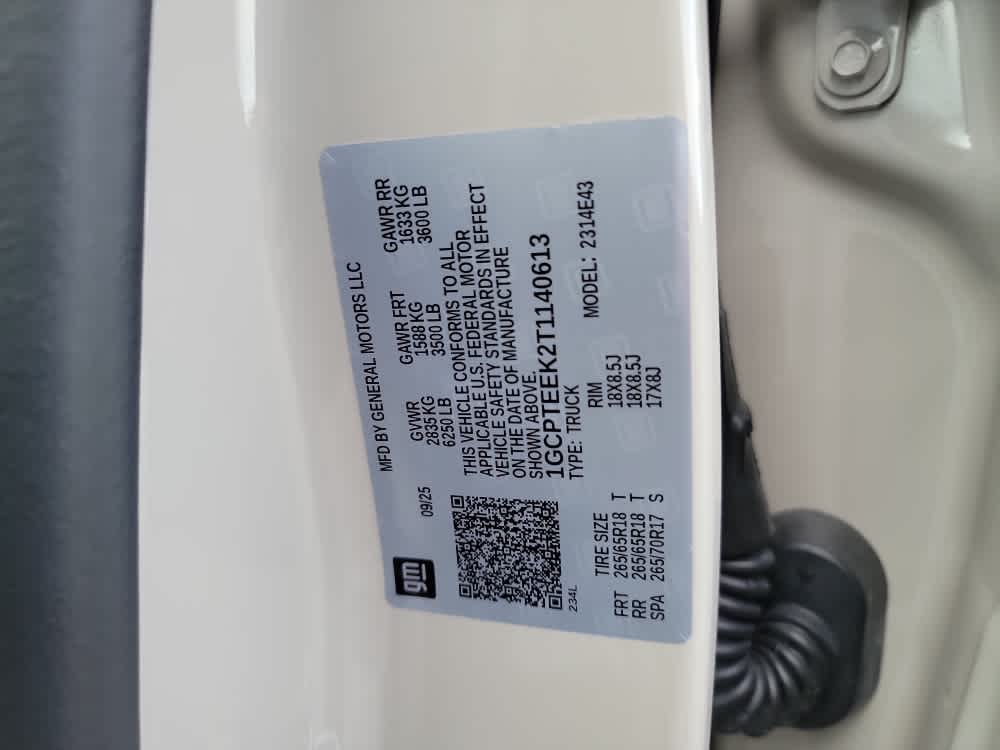 gm
MFD BY GENERAL MOTORS LLC
09/25
GVWR GAWR FRT GAWR RR
2835 KG 1588 KG 1633 KG
6250 LB 3500 LB 3600 LB
THIS VEHICLE CONFORMS TO ALL
APPLICABLE U.S. FEDERAL MOTOR
VEHICLE SAFETY STANDARDS IN EFFECT
ON THE DATE OF MANUFACTURE
SHOWN ABOVE.
1GCPTEEK2T1140613
TYPE: TRUCK MODEL: 2314E43
234L
TIRE SIZE RIM
FRT 265/65R18 T 18X8.5J
RR 265/65R18 T 18X8.5J
SPA 265/70R17 S 17X8J